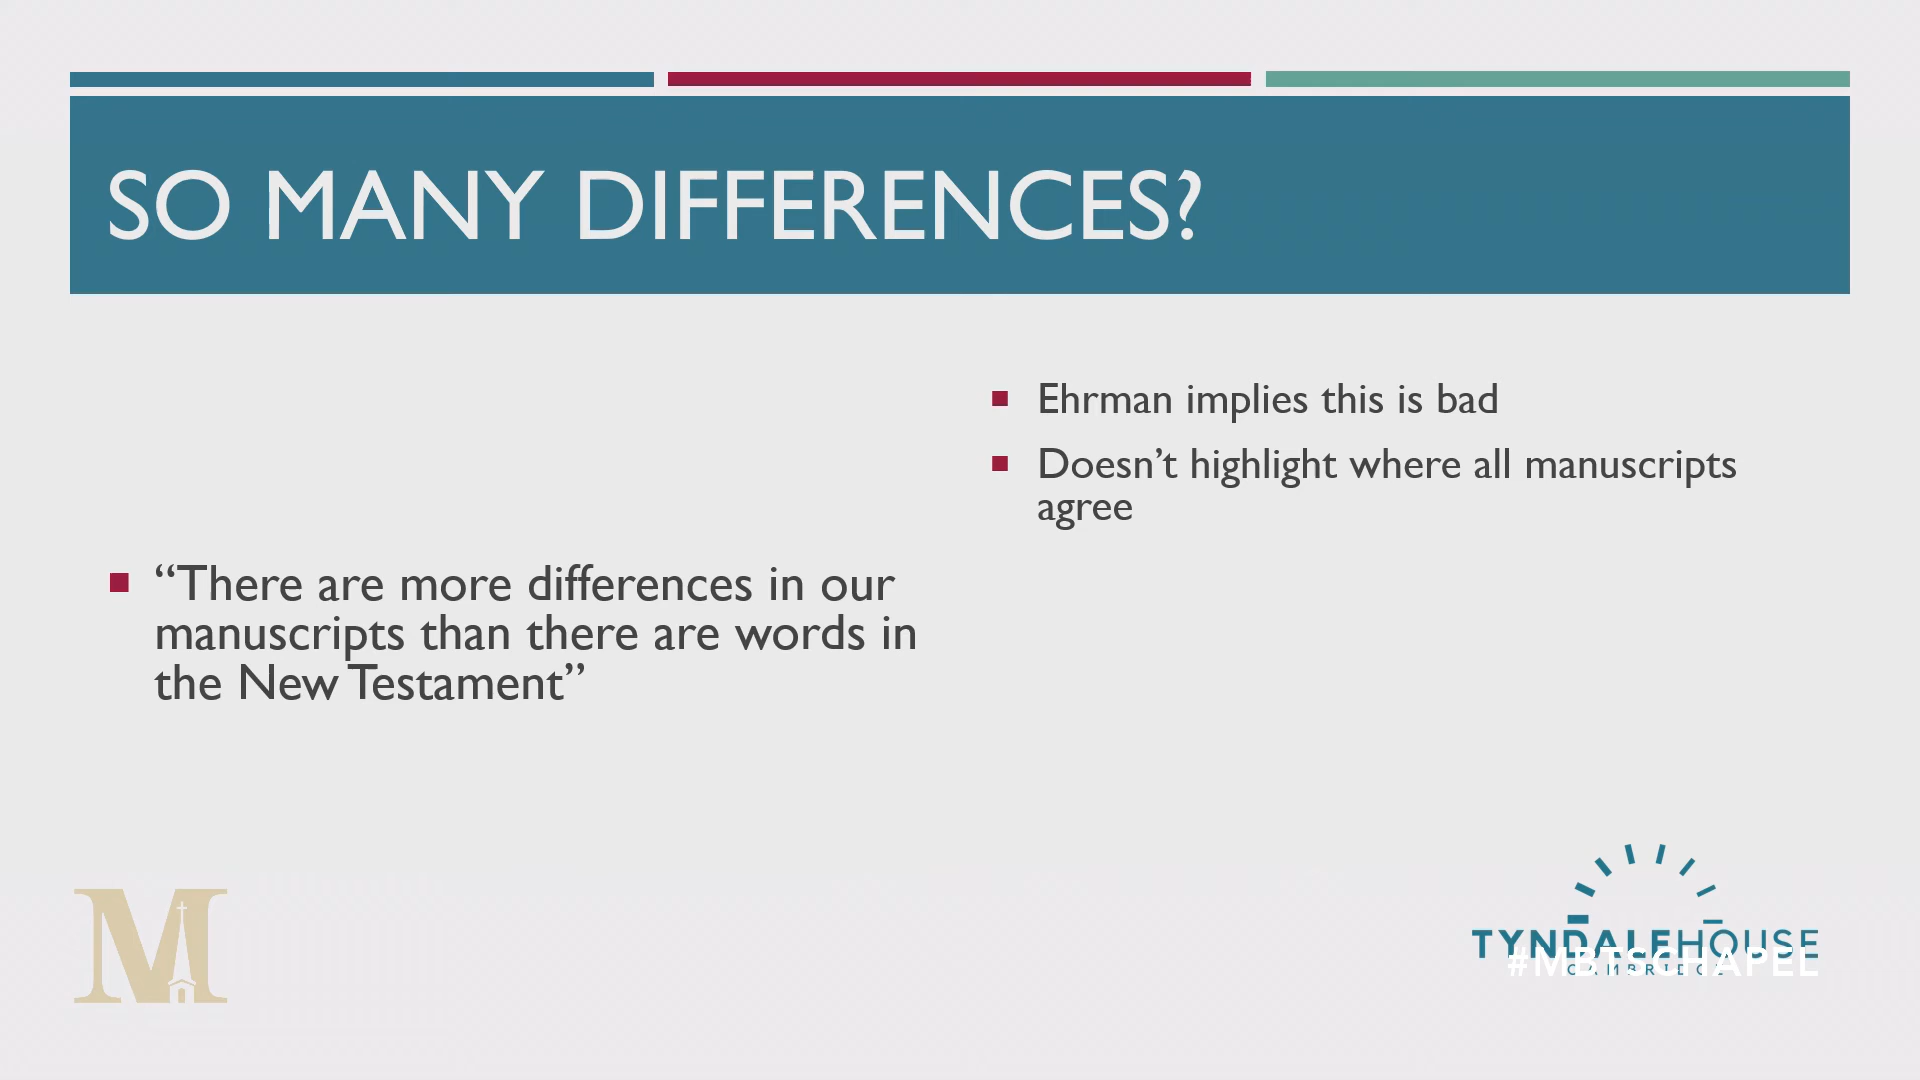 SO MANY DIFFERENCES?
“There are more differences in our
manuscripts than there are words in
the New Testament”
Ehrman implies this is bad
Doesn’t highlight where all manuscripts
agree
M
TYNDALEHOUSE
CAMBRIDGE
#MBTSCHAPEL